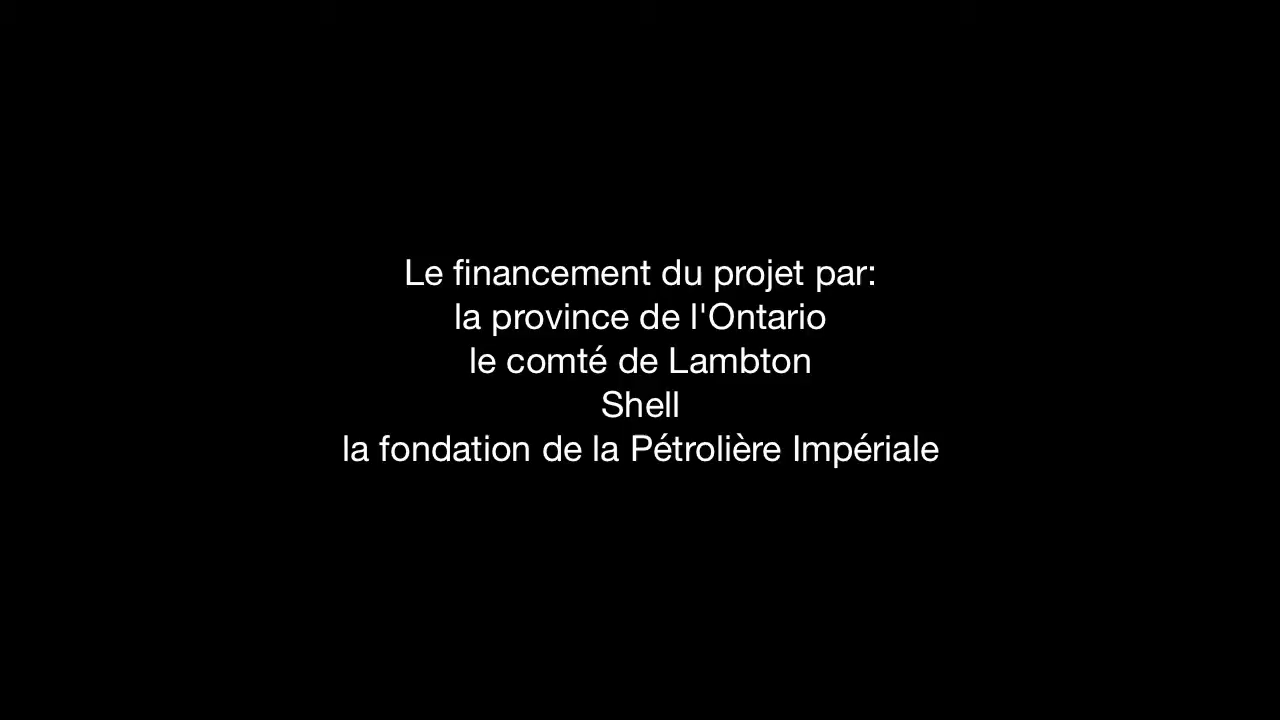 Le financement du projet par:
la province de l'Ontario
le comté de Lambton
Shell
la fondation de la Pétrolière Impériale